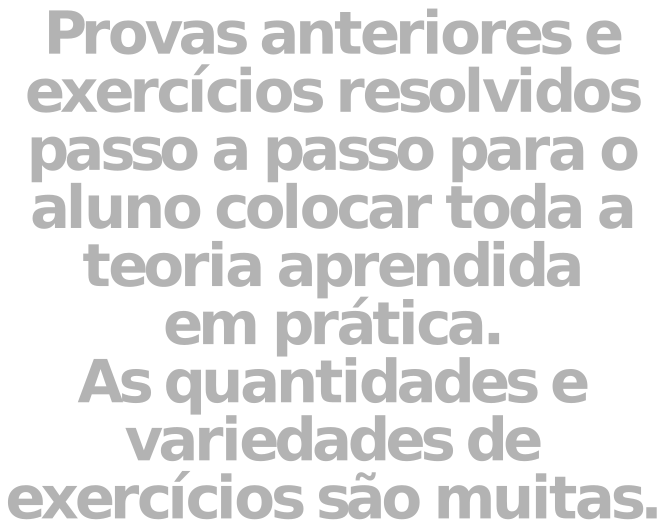 Provas anteriores e
exercícios resolvidos
passo a passo para o
aluno colocar toda a
teoria aprendida
em prática.
As quantidades e
variedades de
exercícios são muitas.